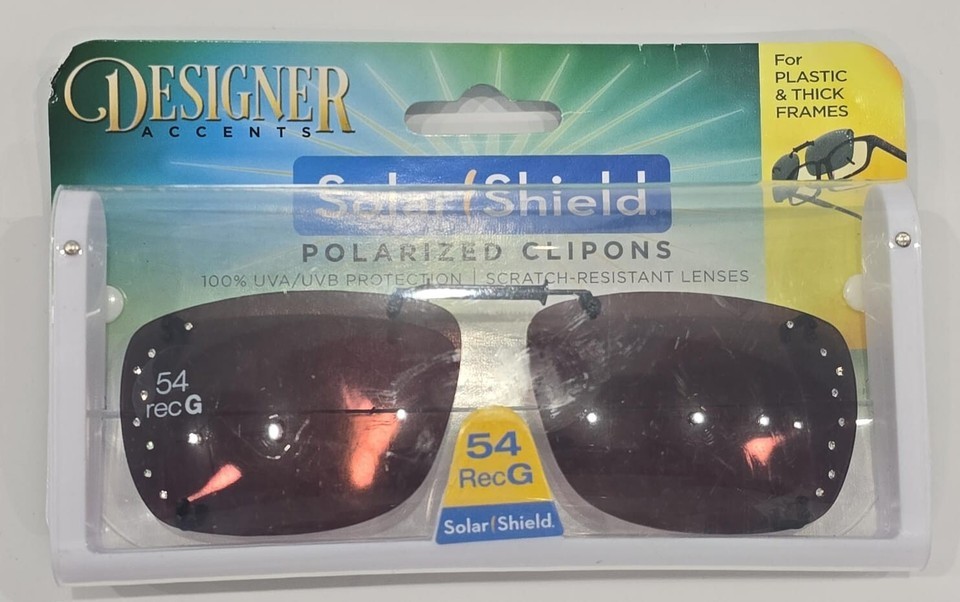 DESIGNER
ACCENTS
For
PLASTIC
& THICK
FRAMES
Solar Shield.
POLARIZED CLIPONS
100% UVA/UVB PROTECTION | SCRATCH-RESISTANT LENSES
54
rec G
54
RecG
Solar Shield.